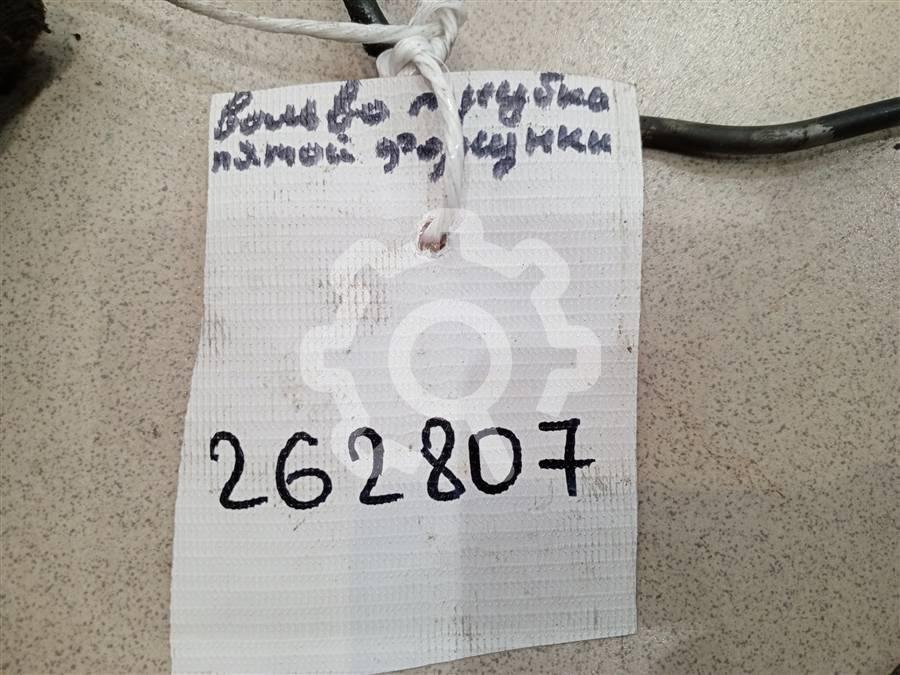 вольво трубка
пятой форсунки
262807